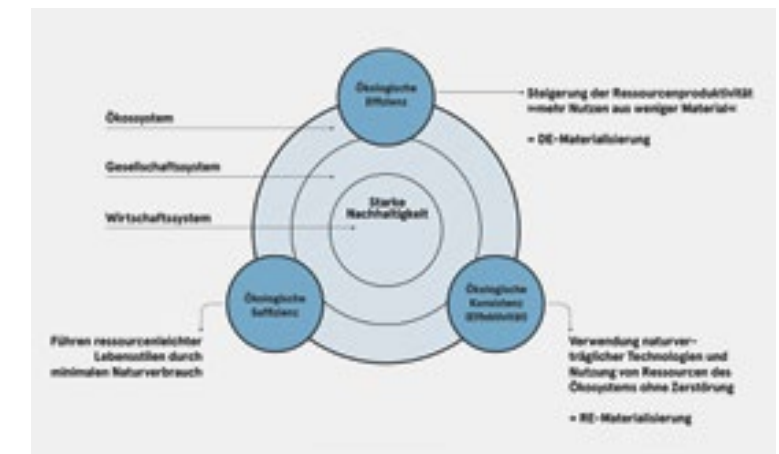 Ökologische
Effizienz
Steigerung der Ressourcenproduktivität
»mehr Nutzen aus weniger Material«
= DE-Materialisierung
Ökosystem
Gesellschaftssystem
Wirtschaftssystem
Starke
Nachhaltigkeit
Ökologische
Suffizienz
Ökologische
Konsistenz
(Effektivität)
Führen ressourcenleichter
Lebensstilen durch
minimalen Naturverbrauch
Verwendung naturver-
träglicher Technologien und
Nutzung von Ressourcen des
Ökosystems ohne Zerstörung
= RE-Materialisierung